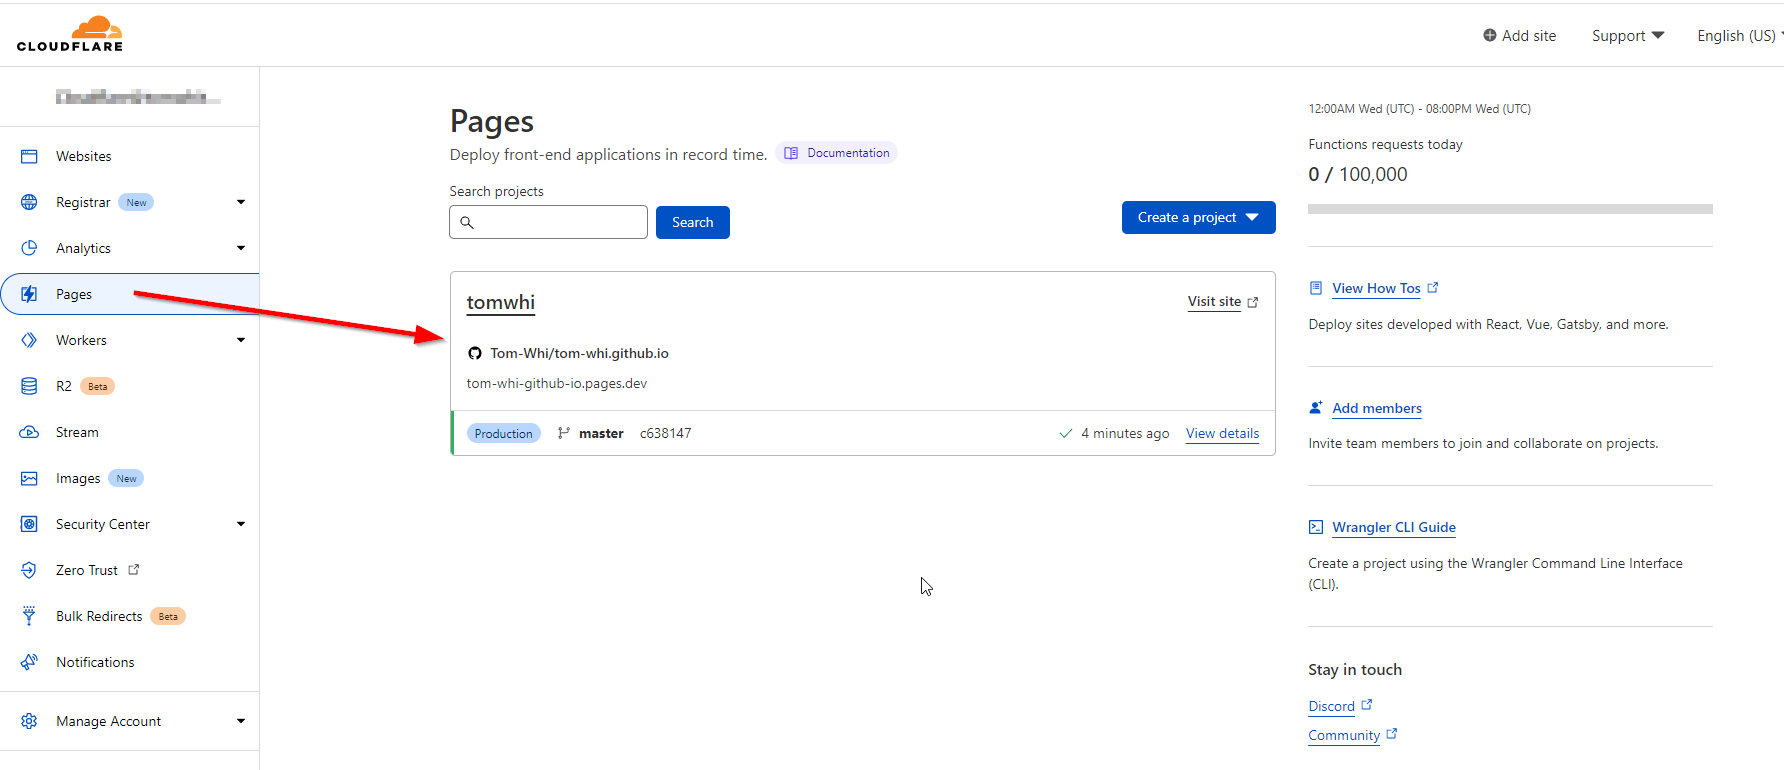 CLOUDFLARE
Add site
Support
English (US)
Websites
Registrar New
Analytics
Pages
Workers
R2 Beta
Stream
Images New
Security Center
Zero Trust
Bulk Redirects Beta
Notifications
Manage Account
Pages
Deploy front-end applications in record time. Documentation
Search projects
Search
Create a project
tomwhi
Visit site
Tom-Whi/tom-whi.github.io
tom-whi-github-io.pages.dev
Production master c638147 4 minutes ago View details
12:00AM Wed (UTC) - 08:00PM Wed (UTC)
Functions requests today
0 / 100,000
View How Tos
Deploy sites developed with React, Vue, Gatsby, and more.
Add members
Invite team members to join and collaborate on projects.
Wrangler CLI Guide
Create a project using the Wrangler Command Line Interface
(CLI).
Stay in touch
Discord
Community